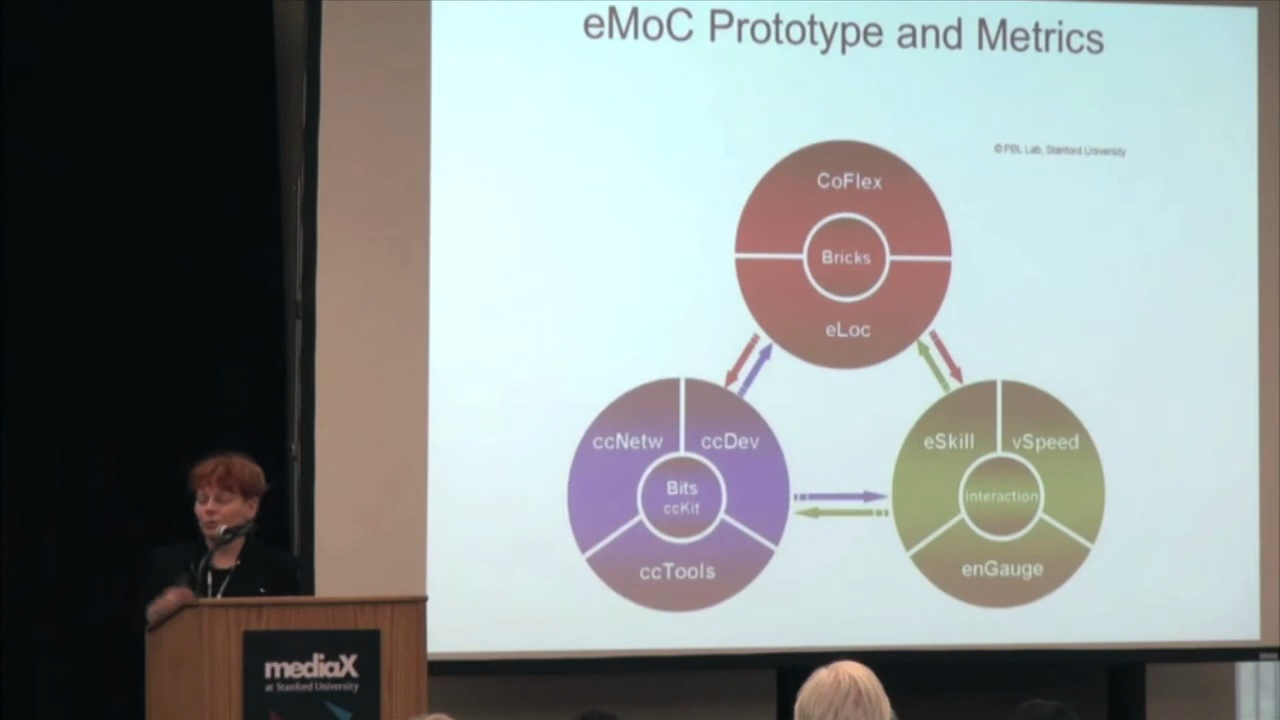 eMoC Prototype and Metrics
© PBL Lab, Stanford University
CoFlex
Bricks
eLoc
ccNetw
ccDev
Bits
ccKit
ccTools
eSkill
vSpeed
Interaction
enGauge
mediaX
at Stanford University